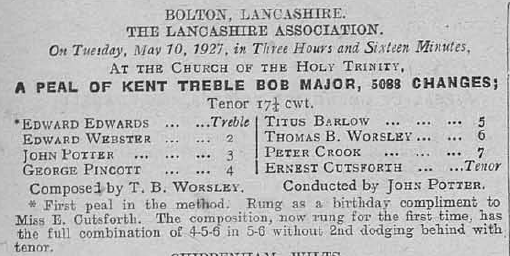 BOLTON, LANCASHIRE.
THE LANCASHIRE ASSOCIATION.
On Tuesday, May 10, 1927, in Three Hours and Sixteen Minutes,
AT THE CHURCH OF THE HOLY TRINITY,
A PEAL OF KENT TREBLE BOB MAJOR, 5088 CHANGES;
Tenor 17¼ cwt.
*EDWARD EDWARDS ... ...Treble
EDWARD WEBSTER ... ... 2
JOHN POTTER ... ... ... 3
GEORGE PINCOTT ... ... 4
TITUS BARLOW ... ... ... 5
THOMAS B. WORSLEY... ... 6
PETER CROOK ... ... ... 7
ERNEST CUTSFORTH ...Tenor
Composed by T. B. WORSLEY. Conducted by JOHN POTTER.
* First peal in the method. Rung as a birthday compliment to
Miss E. Cutsforth. The composition, now rung for the first time, has
the full combination of 4-5-6 in 5-6 without 2nd dodging behind with
tenor.
CHIPPENHAM, WILTS.